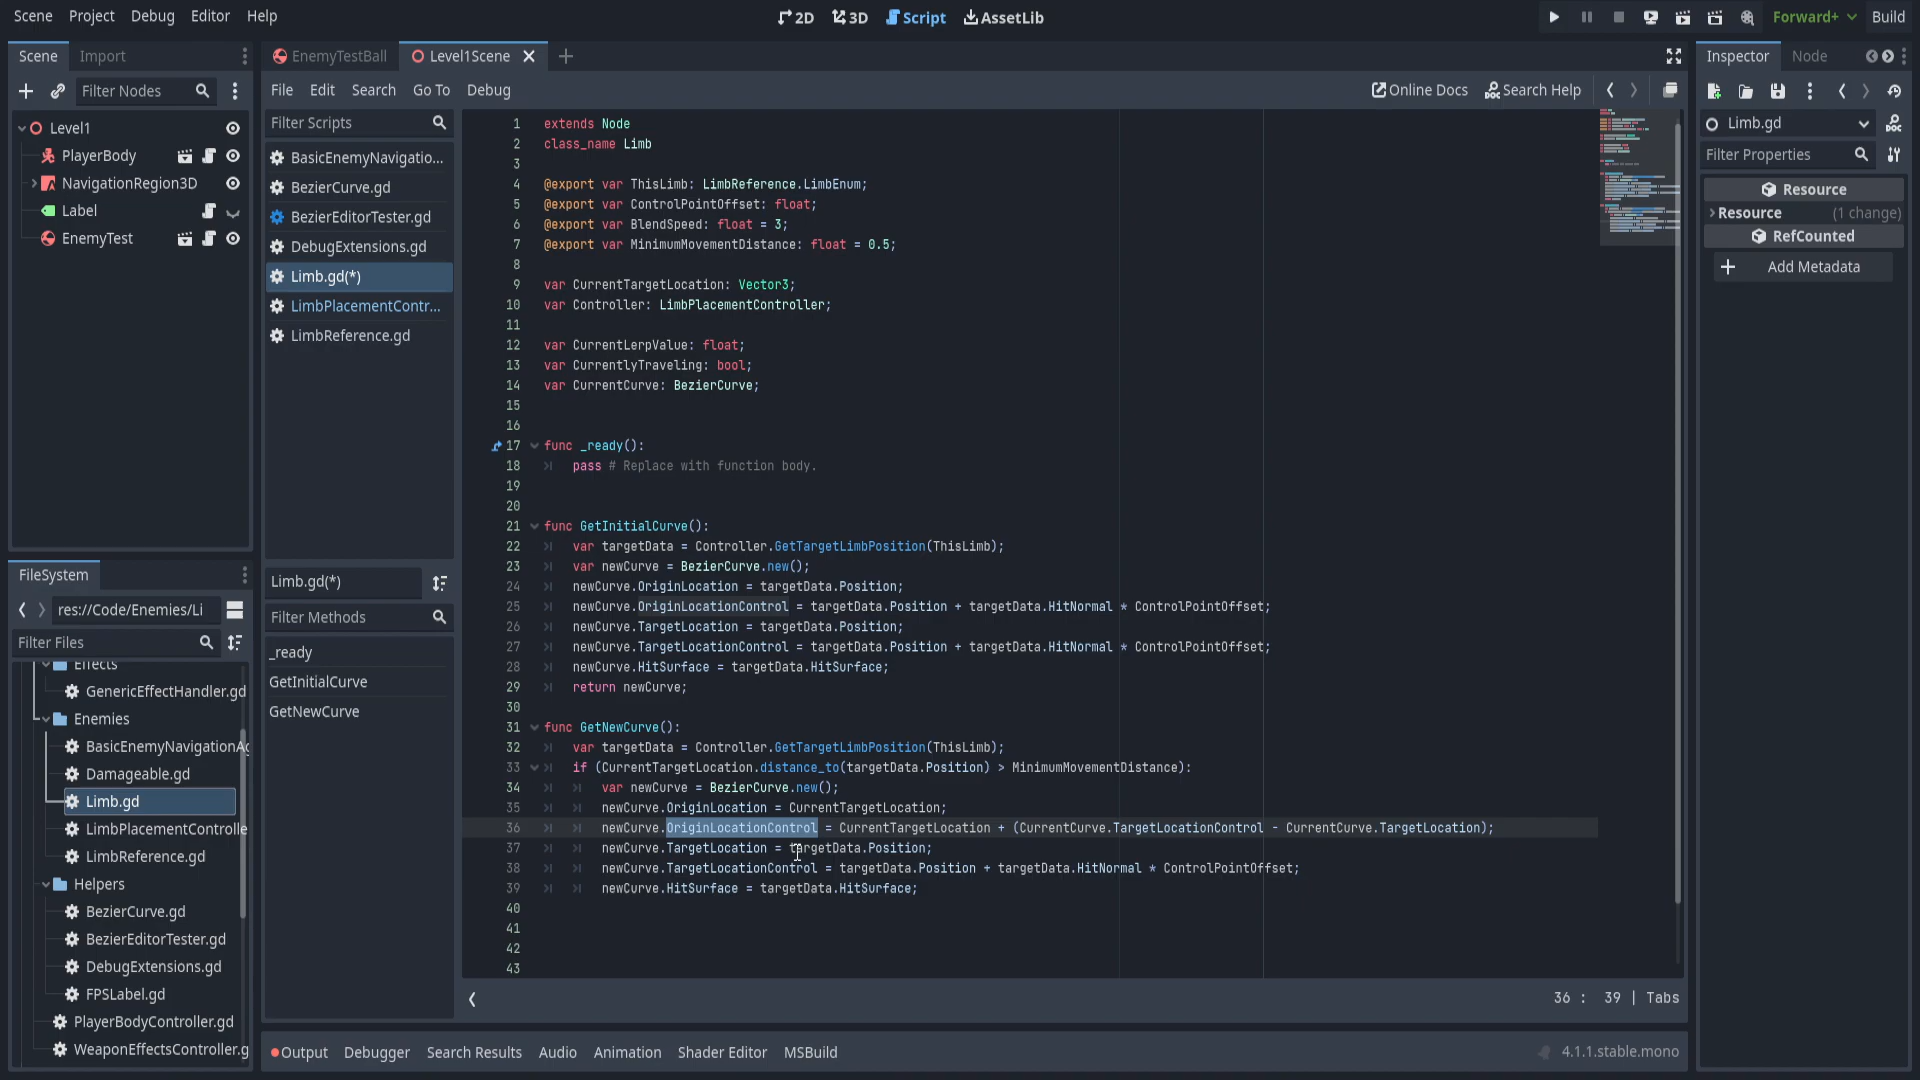 Scene Project Debug Editor Help
2D 3D Script AssetLib
Forward+ Build
Scene Import
Filter Nodes
Level1
PlayerBody
NavigationRegion3D
Label
EnemyTest
FileSystem
res://Code/Enemies/Li
Filter Files
Effects
GenericEffectHandler.gd
Enemies
BasicEnemyNavigationAg
Damageable.gd
Limb.gd
LimbPlacementControlle
LimbReference.gd
Helpers
BezierCurve.gd
BezierEditorTester.gd
DebugExtensions.gd
FPSLabel.gd
PlayerBodyController.gd
WeaponEffectsController.g
EnemyTestBall Level1Scene
File Edit Search Go To Debug
Online Docs Search Help
Filter Scripts
BasicEnemyNavigatio...
BezierCurve.gd
BezierEditorTester.gd
DebugExtensions.gd
Limb.gd(*)
LimbPlacementContr...
LimbReference.gd
Limb.gd(*)
Filter Methods
_ready
GetInitialCurve
GetNewCurve
1 extends Node
2 class_name Limb
3
4 @export var ThisLimb: LimbReference.LimbEnum;
5 @export var ControlPointOffset: float;
6 @export var BlendSpeed: float = 3;
7 @export var MinimumMovementDistance: float = 0.5;
8
9 var CurrentTargetLocation: Vector3;
10 var Controller: LimbPlacementController;
11
12 var CurrentLerpValue: float;
13 var CurrentlyTraveling: bool;
14 var CurrentCurve: BezierCurve;
15
16
17 func _ready():
18 pass # Replace with function body.
19
20
21 func GetInitialCurve():
22 var targetData = Controller.GetTargetLimbPosition(ThisLimb);
23 var newCurve = BezierCurve.new();
24 newCurve.OriginLocation = targetData.Position;
25 newCurve.OriginLocationControl = targetData.Position + targetData.HitNormal * ControlPointOffset;
26 newCurve.TargetLocation = targetData.Position;
27 newCurve.TargetLocationControl = targetData.Position + targetData.HitNormal * ControlPointOffset;
28 newCurve.HitSurface = targetData.HitSurface;
29 return newCurve;
30
31 func GetNewCurve():
32 var targetData = Controller.GetTargetLimbPosition(ThisLimb);
33 if (CurrentTargetLocation.distance_to(targetData.Position) > MinimumMovementDistance):
34 var newCurve = BezierCurve.new();
35 newCurve.OriginLocation = CurrentTargetLocation;
36 newCurve.OriginLocationControl = CurrentTargetLocation + (CurrentCurve.TargetLocationControl - CurrentCurve.TargetLocation);
37 newCurve.TargetLocation = targetData.Position;
38 newCurve.TargetLocationControl = targetData.Position + targetData.HitNormal * ControlPointOffset;
39 newCurve.HitSurface = targetData.HitSurface;
40
41
42
43
36 : 39 | Tabs
Output Debugger Search Results Audio Animation Shader Editor MSBuild
4.1.1.stable.mono
Inspector Node
Limb.gd
Filter Properties
Resource
Resource (1 change)
RefCounted
Add Metadata